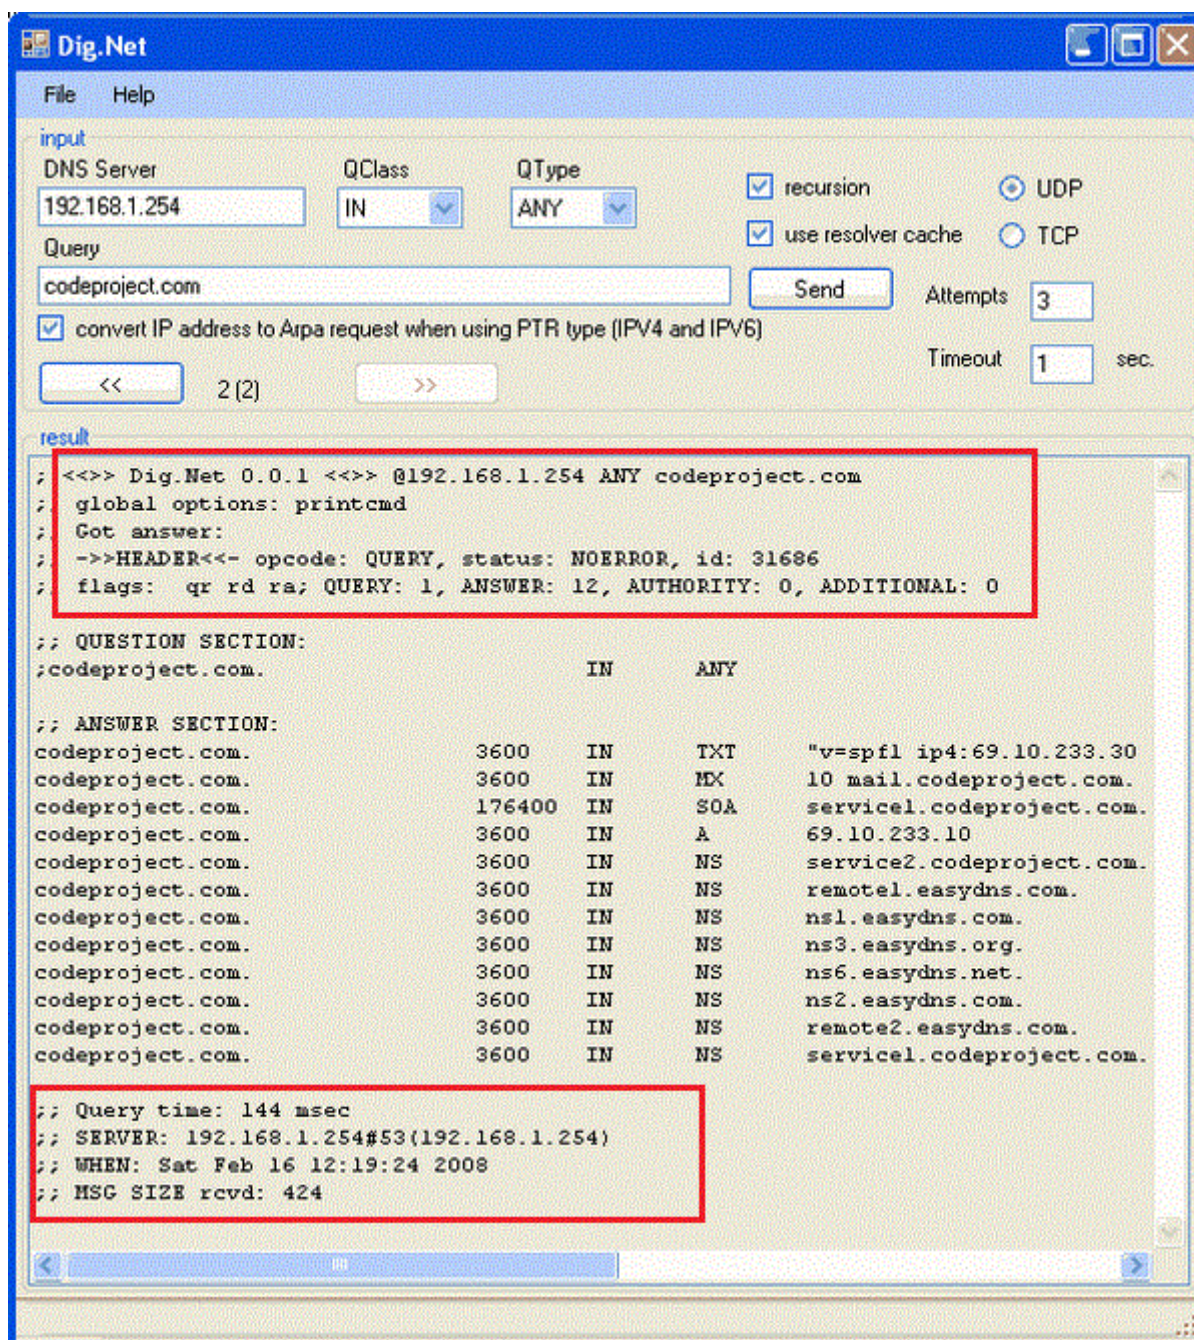 Dig.Net
File Help
input
DNS Server QClass QType
192.168.1.254 IN ANY
recursion UDP
use resolver cache TCP
Query
codeproject.com Send Attempts 3
convert IP address to Arpa request when using PTR type (IPV4 and IPV6)
Timeout 1 sec.
<< 2 (2) >>
result
; <<>> Dig.Net 0.0.1 <<>> @192.168.1.254 ANY codeproject.com
;; global options: printcmd
;; Got answer:
;; ->>HEADER<<- opcode: QUERY, status: NOERROR, id: 31686
;; flags: qr rd ra; QUERY: 1, ANSWER: 12, AUTHORITY: 0, ADDITIONAL: 0
;; QUESTION SECTION:
;codeproject.com. IN ANY
;; ANSWER SECTION:
codeproject.com. 3600 IN TXT "v=spf1 ip4:69.10.233.30
codeproject.com. 3600 IN MX 10 mail.codeproject.com.
codeproject.com. 176400 IN SOA service1.codeproject.com.
codeproject.com. 3600 IN A 69.10.233.10
codeproject.com. 3600 IN NS service2.codeproject.com.
codeproject.com. 3600 IN NS remote1.easydns.com.
codeproject.com. 3600 IN NS ns1.easydns.com.
codeproject.com. 3600 IN NS ns3.easydns.org.
codeproject.com. 3600 IN NS ns6.easydns.net.
codeproject.com. 3600 IN NS ns2.easydns.com.
codeproject.com. 3600 IN NS remote2.easydns.com.
codeproject.com. 3600 IN NS service1.codeproject.com.
;; Query time: 144 msec
;; SERVER: 192.168.1.254#53(192.168.1.254)
;; WHEN: Sat Feb 16 12:19:24 2008
;; MSG SIZE rcvd: 424